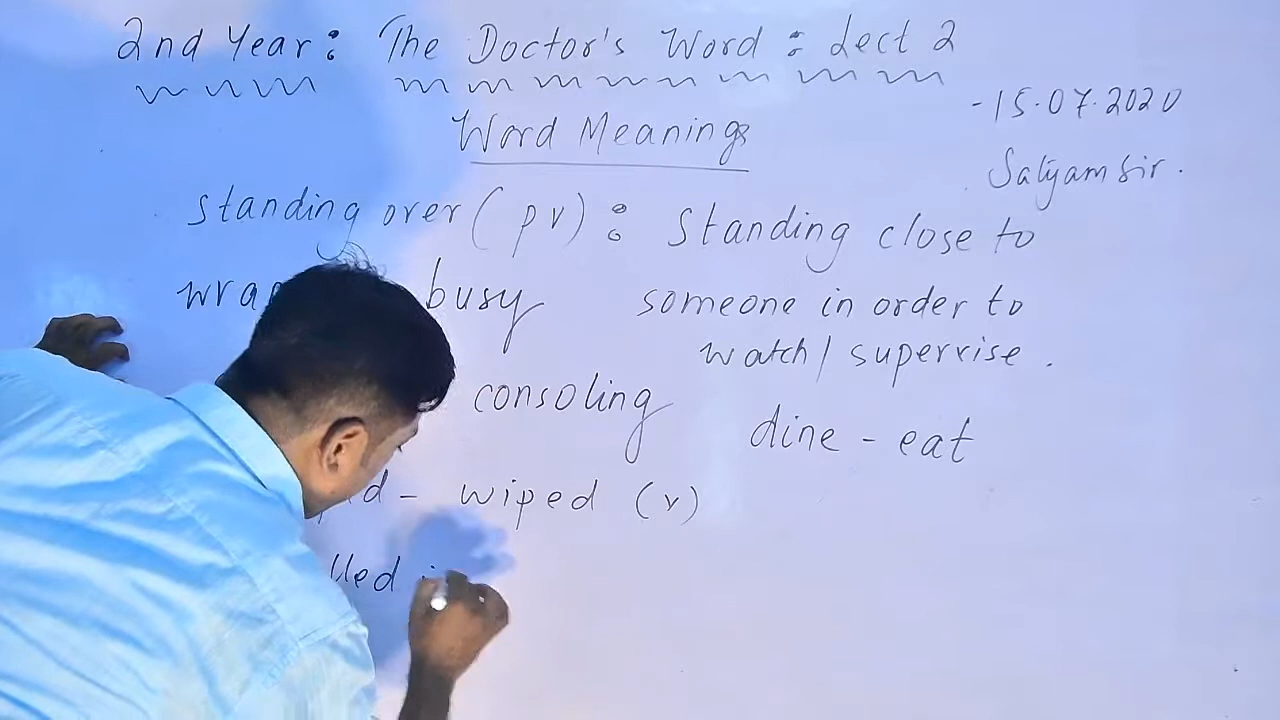 2nd Year: The Doctor's Word: Lect 2
-15.07.2020
Word Meanings
Satyam Sir.
standing over (pv): Standing close to
busy someone in order to
watch/ supervise.
consoling
dine - eat
- wiped (v)